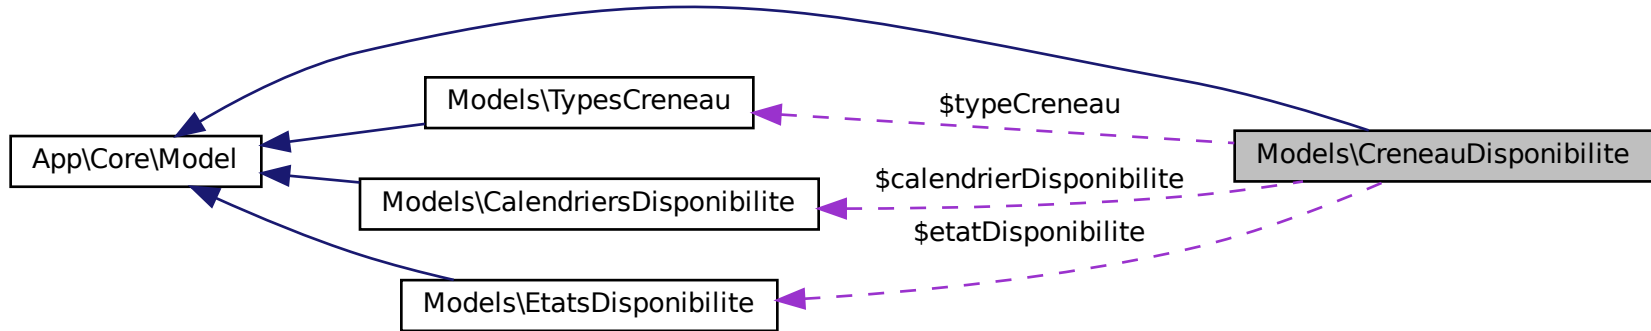 $typeCreneau
Models\TypesCreneau
App\Core\Model
Models\CreneauDisponibilite
$calendrierDisponibilite
Models\CalendriersDisponibilite
$etatDisponibilite
Models\EtatsDisponibilite